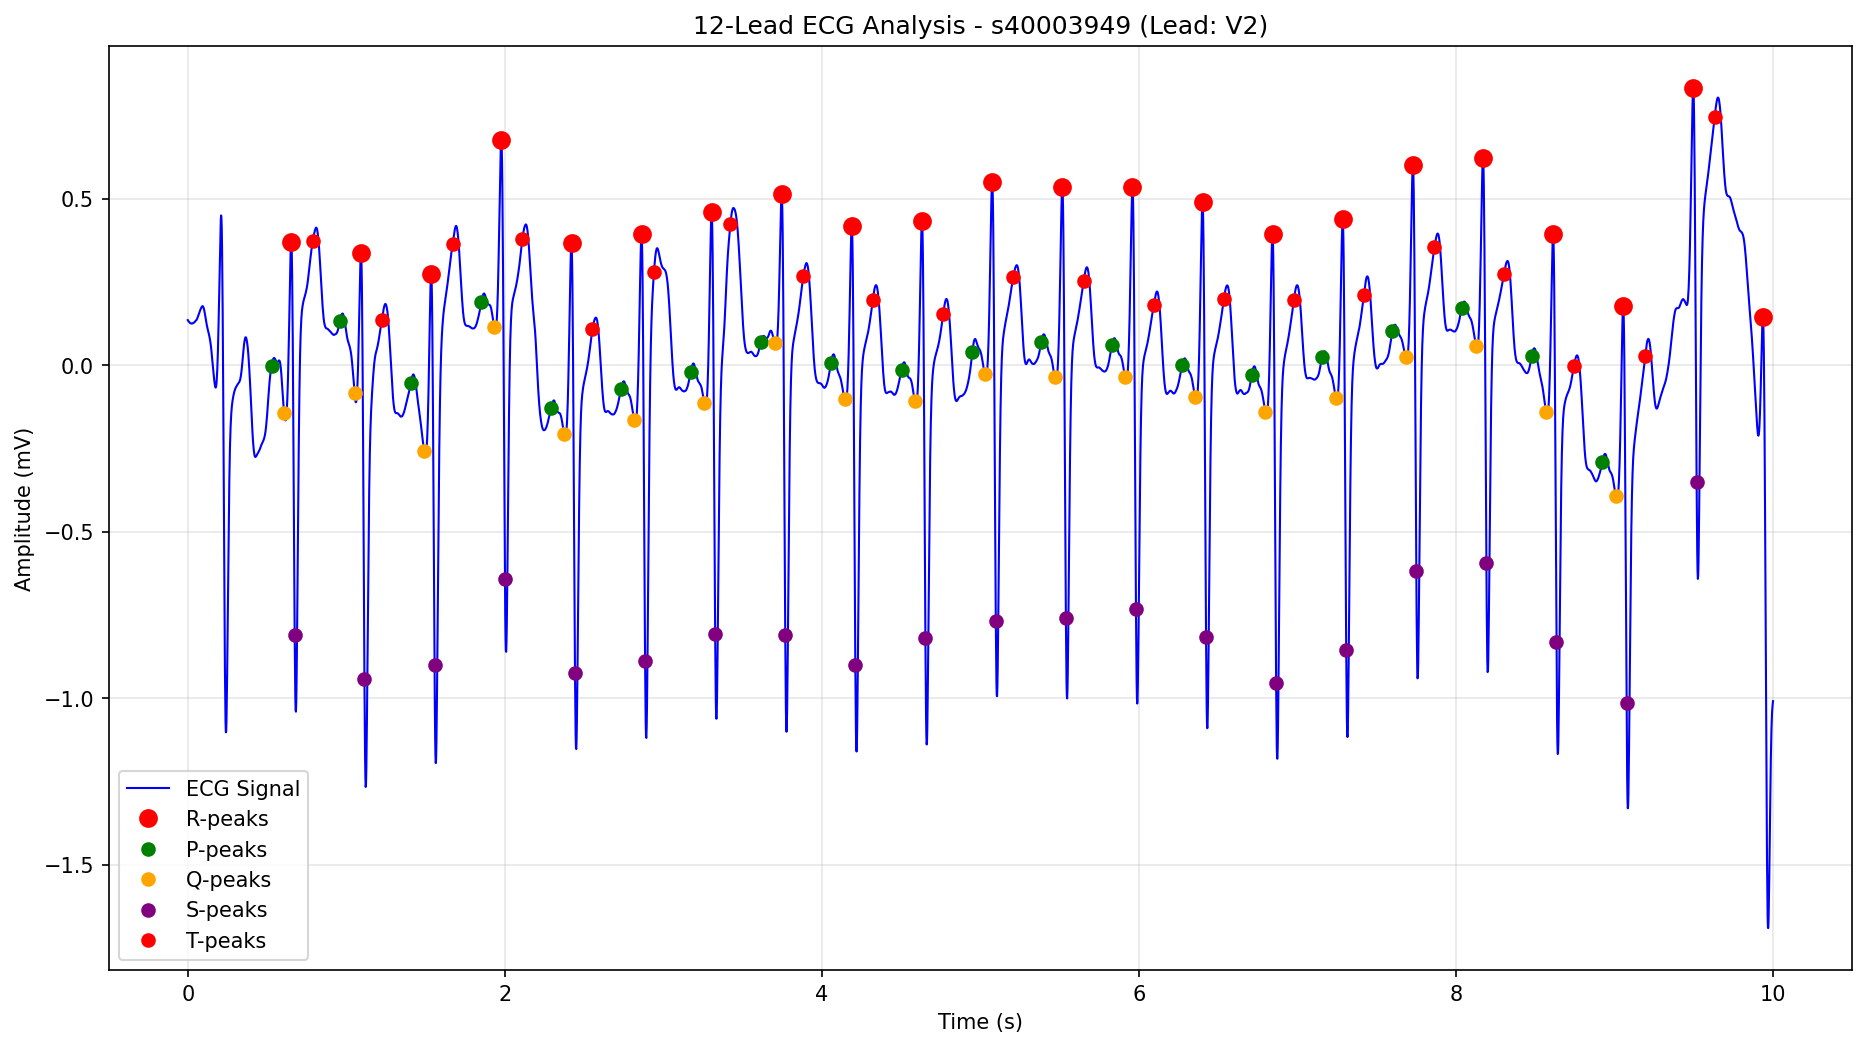 12-Lead ECG Analysis - s40003949 (Lead: V2)
Amplitude (mV)
0.5
0.0
−0.5
−1.0
−1.5
ECG Signal
R-peaks
P-peaks
Q-peaks
S-peaks
T-peaks
0 2 4 6 8 10
Time (s)